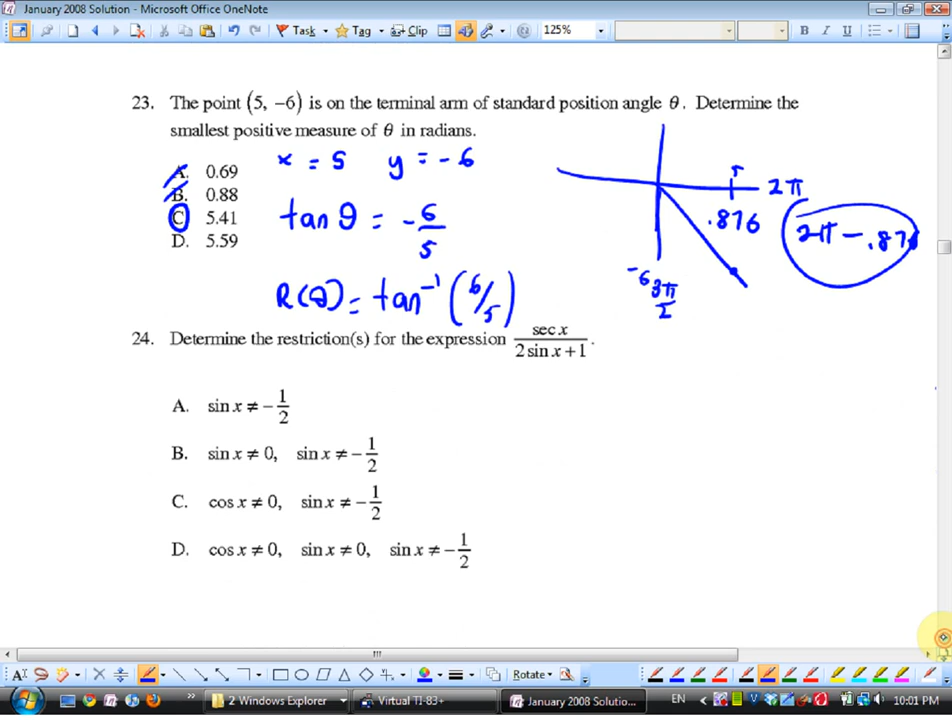 January 2008 Solution - Microsoft Office OneNote
Task Tag Clip 125% B I U
23. The point (5, −6) is on the terminal arm of standard position angle θ. Determine the
smallest positive measure of θ in radians.
A. 0.69
B. 0.88
C. 5.41
D. 5.59
x = 5 y = -6
tan θ = -6/5
R(θ) = tan⁻¹ (6/5)
2π
.876
2π - .876
-6
3π/2
24. Determine the restriction(s) for the expression sec x / 2 sin x + 1 .
A. sin x ≠ −1/2
B. sin x ≠ 0, sin x ≠ −1/2
C. cos x ≠ 0, sin x ≠ −1/2
D. cos x ≠ 0, sin x ≠ 0, sin x ≠ −1/2
Rotate
2 Windows Explorer Virtual TI-83+ January 2008 Solutio... EN 10:01 PM